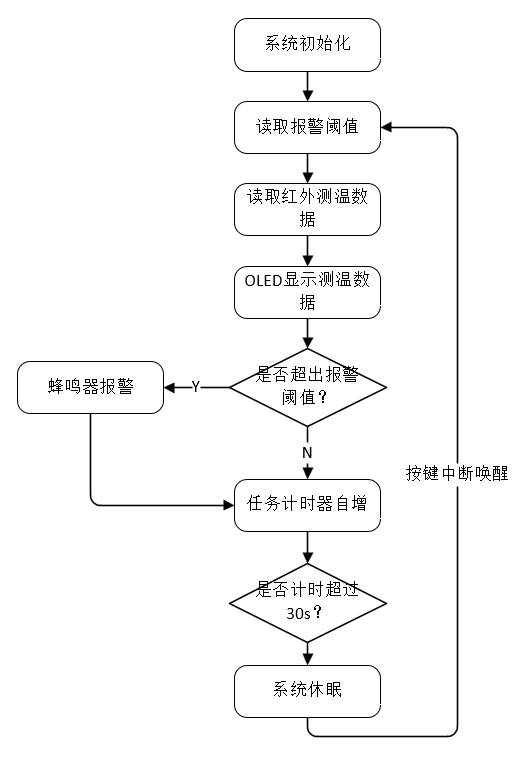 系统初始化
读取报警阈值
读取红外测温数
据
OLED显示测温数
据
是否超出报警
阈值？
Y
蜂鸣器报警
N
按键中断唤醒
任务计时器自增
是否计时超过
30s？
系统休眠